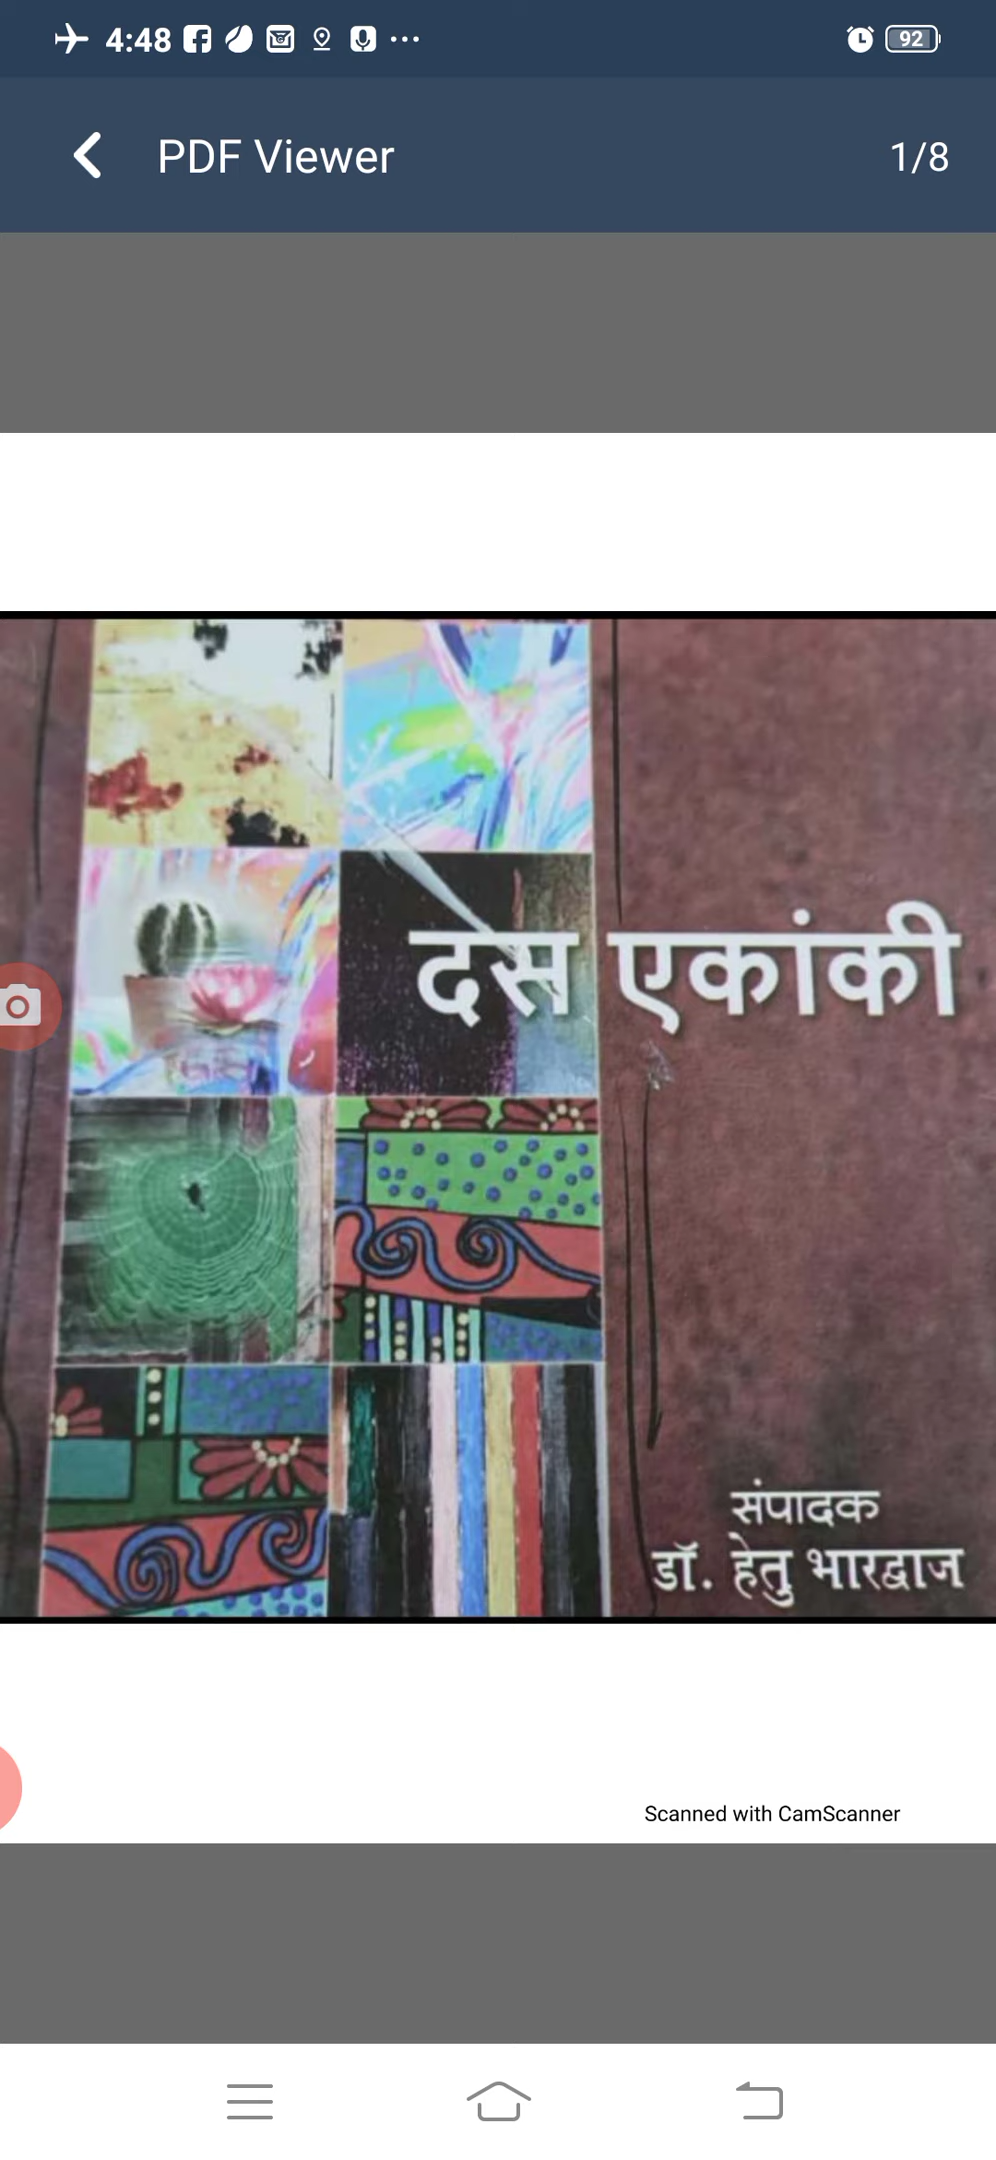 4:48
92
PDF Viewer
1/8
दस एकांकी
संपादक
डॉ. हेतु भारद्वाज
Scanned with CamScanner